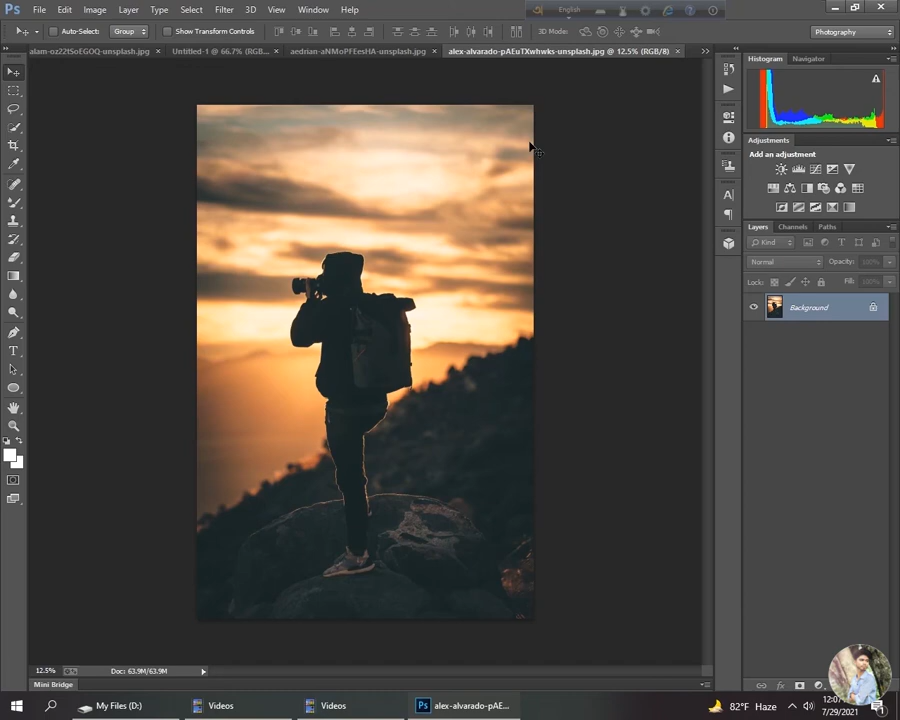 Ps File Edit Image Layer Type Select Filter 3D View Window Help English
Auto-Select: Group Show Transform Controls 3D Mode: Photography
alam-oz22tSoEGOQ-unsplash.jpg × Untitled-1 @ 66.7% (RGB... × aedrian-aNMoPFEesHA-unsplash.jpg × alex-alvarado-pAEuTXwhwks-unsplash.jpg @ 12.5% (RGB/8) ×
Histogram Navigator
Adjustments
Add an adjustment
Layers Channels Paths
Kind
Normal Opacity: 100%
Lock: Fill: 100%
Background
12.5% Doc: 63.9M/63.9M
Mini Bridge
My Files (D:) Videos Videos Ps alex-alvarado-pAE... 82°F Haze
7/29/2021